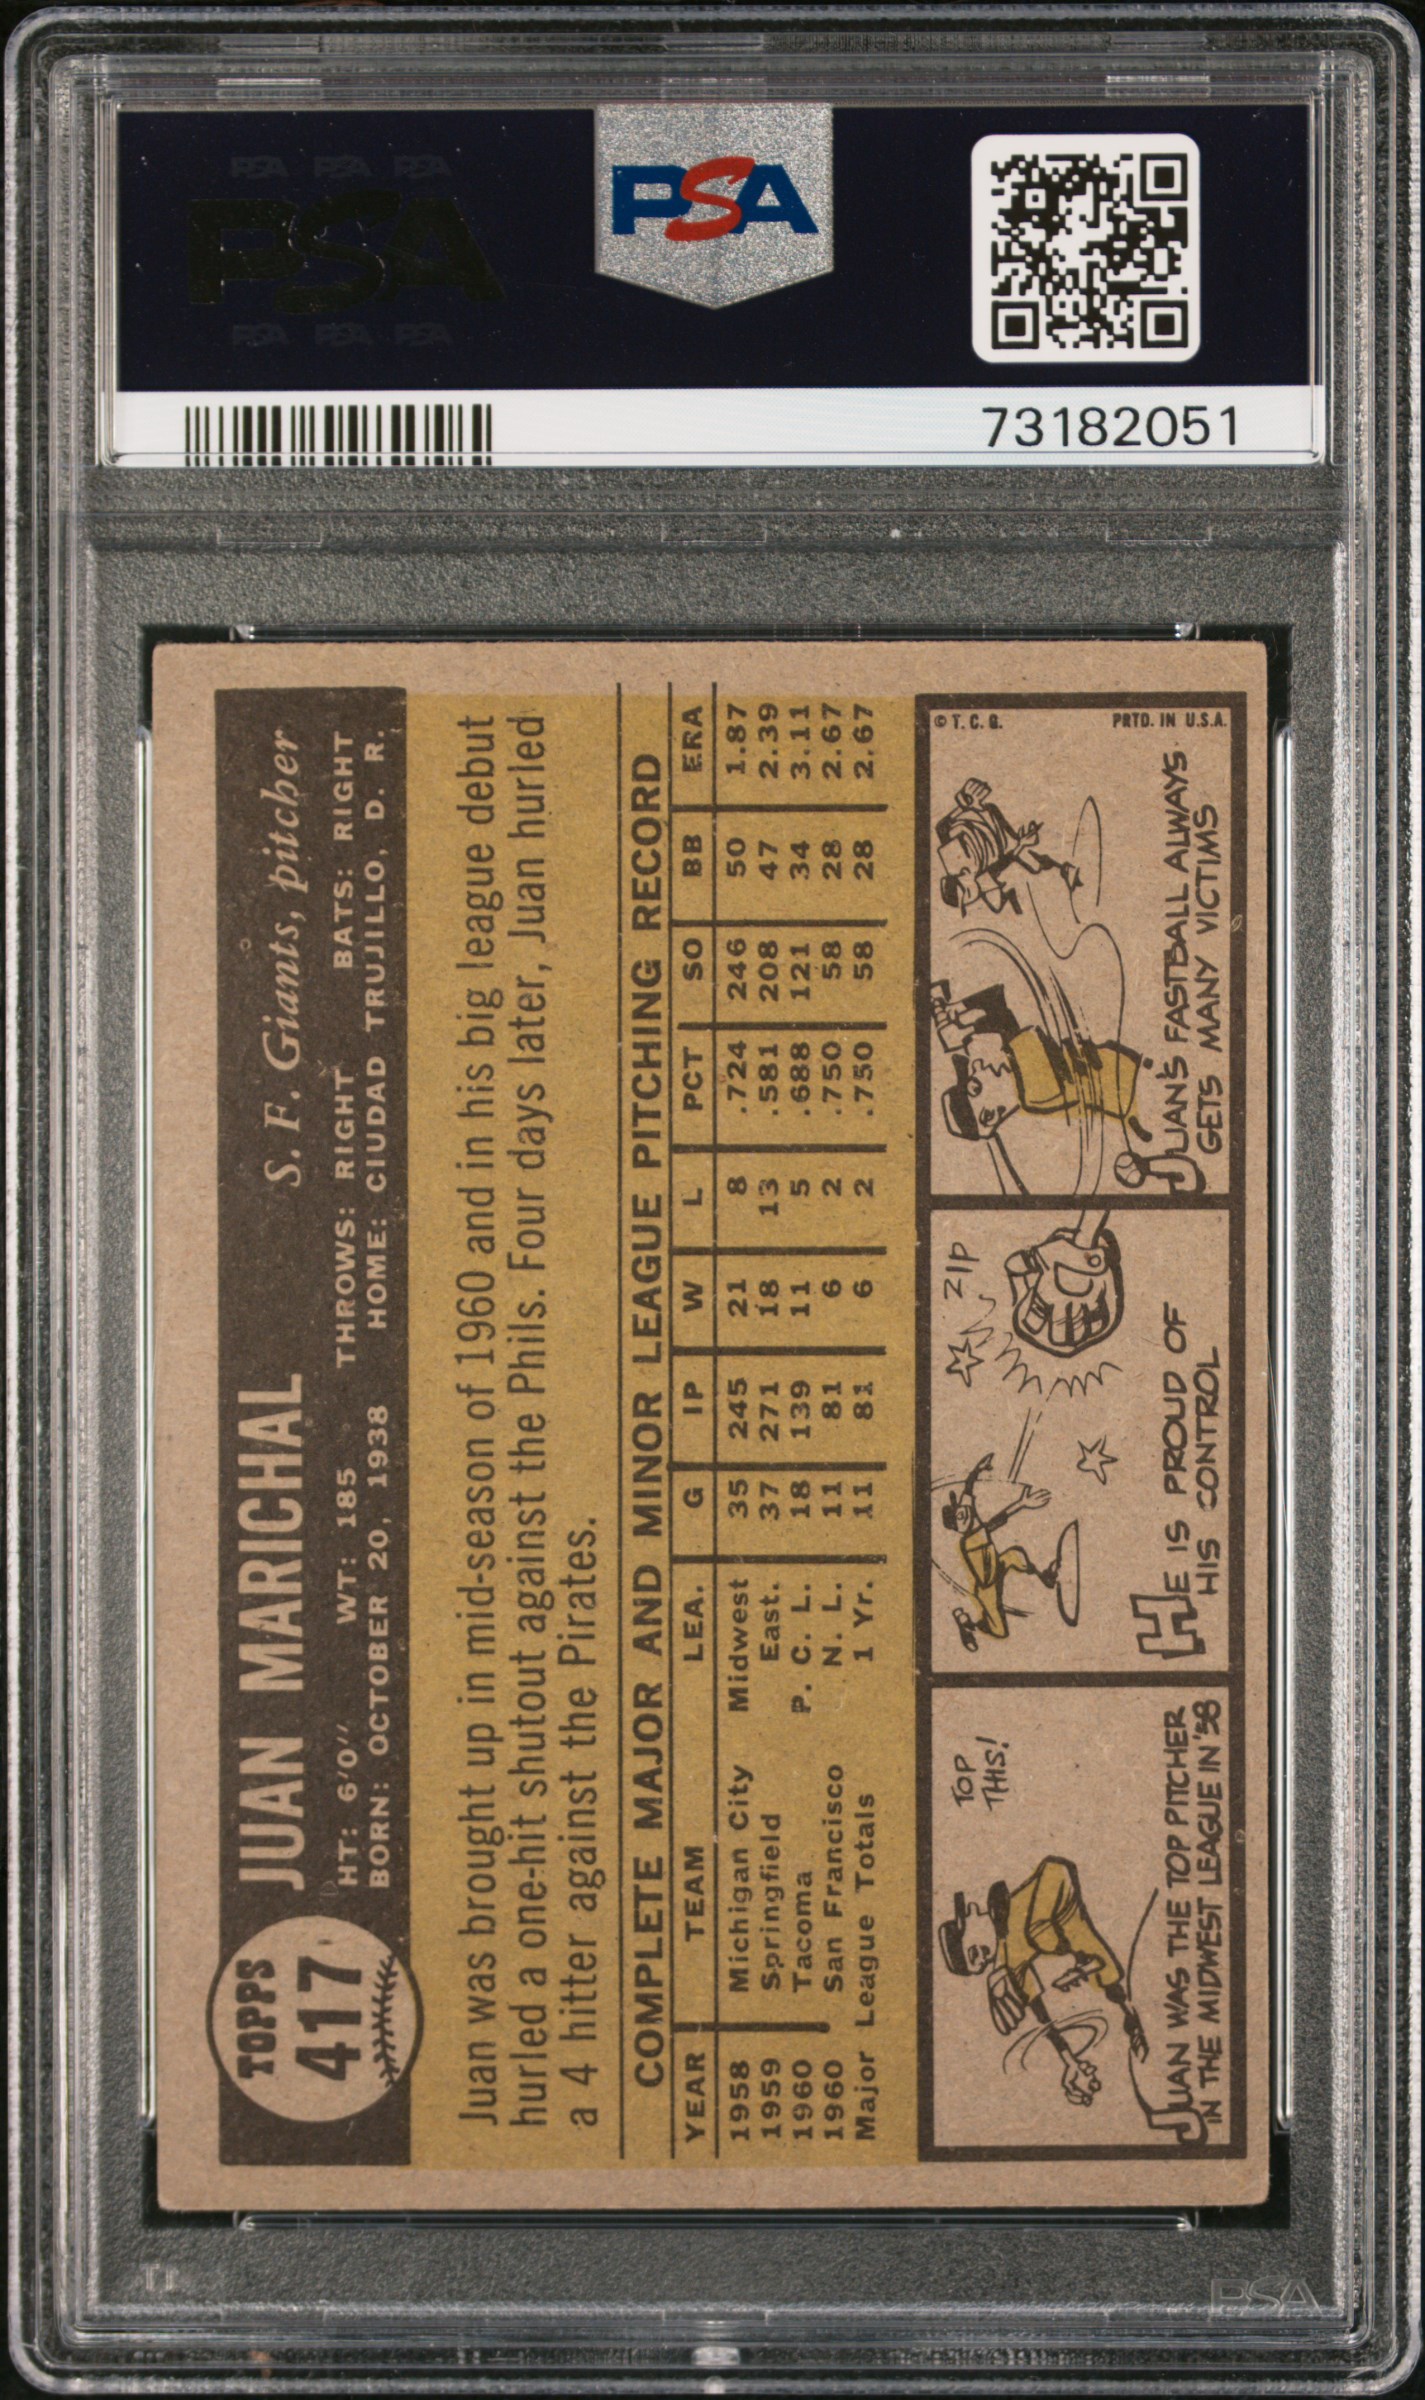 PSA PSA PSA
PSA
PSA PSA PSA
PSA
73182051
TOPPS
417
JUAN MARICHAL S. F. Giants, pitcher
HT: 6'0" WT: 185 THROWS: RIGHT BATS: RIGHT
BORN: OCTOBER 20, 1938 HOME: CIUDAD TRUJILLO, D. R.
Juan was brought up in mid-season of 1960 and in his big league debut
hurled a one-hit shutout against the Phils. Four days later, Juan hurled
a 4 hitter against the Pirates.
COMPLETE MAJOR AND MINOR LEAGUE PITCHING RECORD
YEAR TEAM LEA. G IP W L PCT SO BB ERA
1958 Michigan City Midwest 35 245 21 8 .724 246 50 1.87
1959 Springfield East. 37 271 18 13 .581 208 47 2.39
1960 Tacoma P. C. L. 18 139 11 5 .688 121 34 3.11
1960 San Francisco N. L. 11 81 6 2 .750 58 28 2.67
Major League Totals 1 Yr. 11 81 6 2 .750 58 28 2.67
TOP
THIS!
JUAN WAS THE TOP PITCHER
IN THE MIDWEST LEAGUE IN '58
ZIP
HE IS PROUD OF
HIS CONTROL
© T. C. G. PRTD. IN U.S.A.
JUAN'S FASTBALL ALWAYS
GETS MANY VICTIMS
PSA